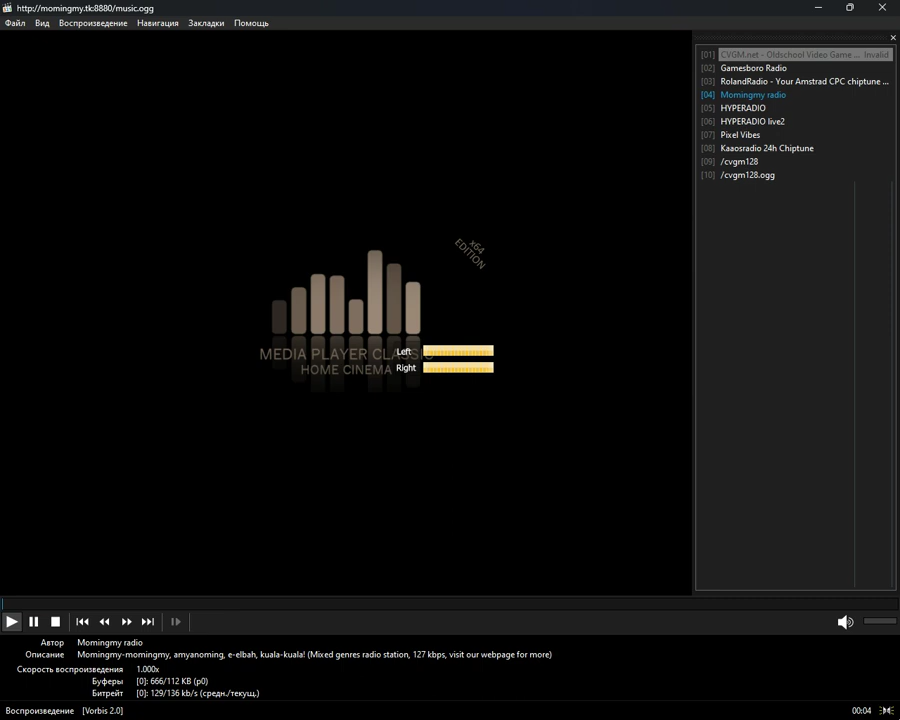 http://momingmy.tlc8880/music.ogg
Файл Вид Воспроизведение Навигация Закладки Помощь
[01] CVGM.net - Oldschool Video Game ... Invalid
[02] Gamesboro Radio
[03] RolandRadio - Your Amstrad CPC chiptune ...
[04] Momingmy radio
[05] HYPERADIO
[06] HYPERADIO live2
[07] Pixel Vibes
[08] Kaaosradio 24h Chiptune
[09] /cvgm128
[10] /cvgm128.ogg
x64
EDITION
MEDIA PLAYER CLASSIC
HOME CINEMA
Left
Right
Автор Momingmy radio
Описание Momingmy-momingmy, amyanoming, e-elbah, kuala-kuala! (Mixed genres radio station, 127 kbps, visit our webpage for more)
Скорость воспроизведения 1.000x
Буферы [0]: 666/112 KB (p0)
Битрейт [0]: 129/136 kb/s (средн./текущ.)
Воспроизведение [Vorbis 2.0] 00:04